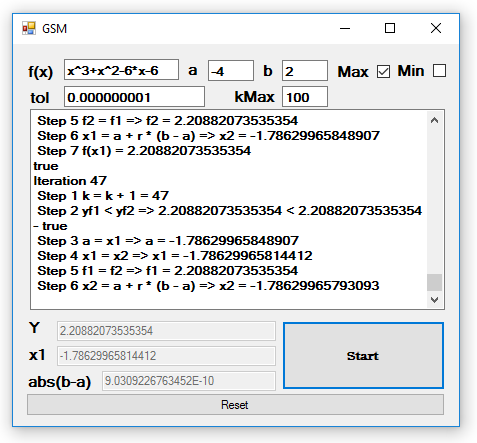 GSM
f(x) x^3+x^2-6*x-6 a -4 b 2 Max Min
tol 0.000000001 kMax 100
Step 5 f2 = f1 => f2 = 2.20882073535354
Step 6 x1 = a + r * (b - a) => x2 = -1.78629965848907
Step 7 f(x1) = 2.20882073535354
true
Iteration 47
Step 1 k = k + 1 = 47
Step 2 yf1 < yf2 => 2.20882073535354 < 2.20882073535354
- true
Step 3 a = x1 => a = -1.78629965848907
Step 4 x1 = x2 => x1 = -1.78629965814412
Step 5 f1 = f2 => f1 = 2.20882073535354
Step 6 x2 = a + r * (b - a) => x2 = -1.78629965793093
Y 2.20882073535354
x1 -1.78629965814412
Start
abs(b-a) 9.0309226763452E-10
Reset